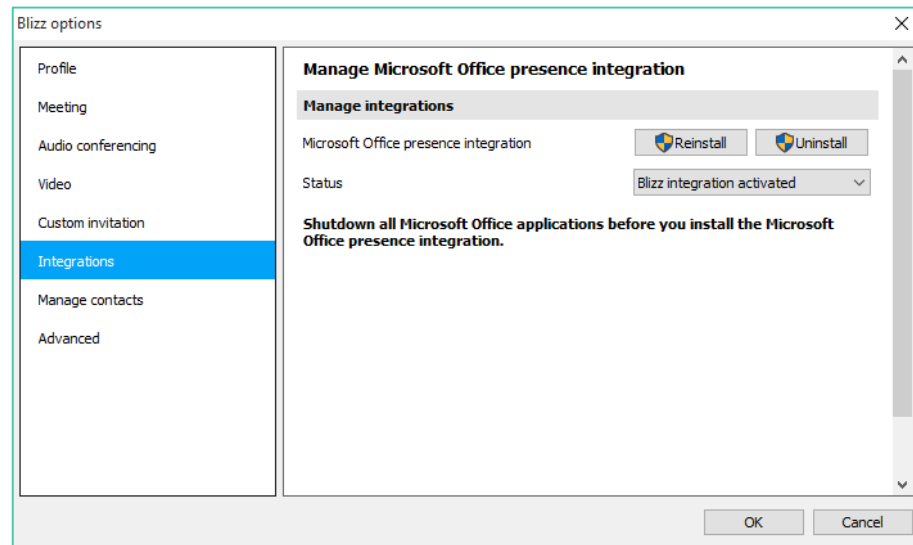 Blizz options
Profile
Meeting
Audio conferencing
Video
Custom invitation
Integrations
Manage contacts
Advanced
Manage Microsoft Office presence integration
Manage integrations
Microsoft Office presence integration
Reinstall
Uninstall
Status
Blizz integration activated
Shutdown all Microsoft Office applications before you install the Microsoft
Office presence integration.
OK
Cancel